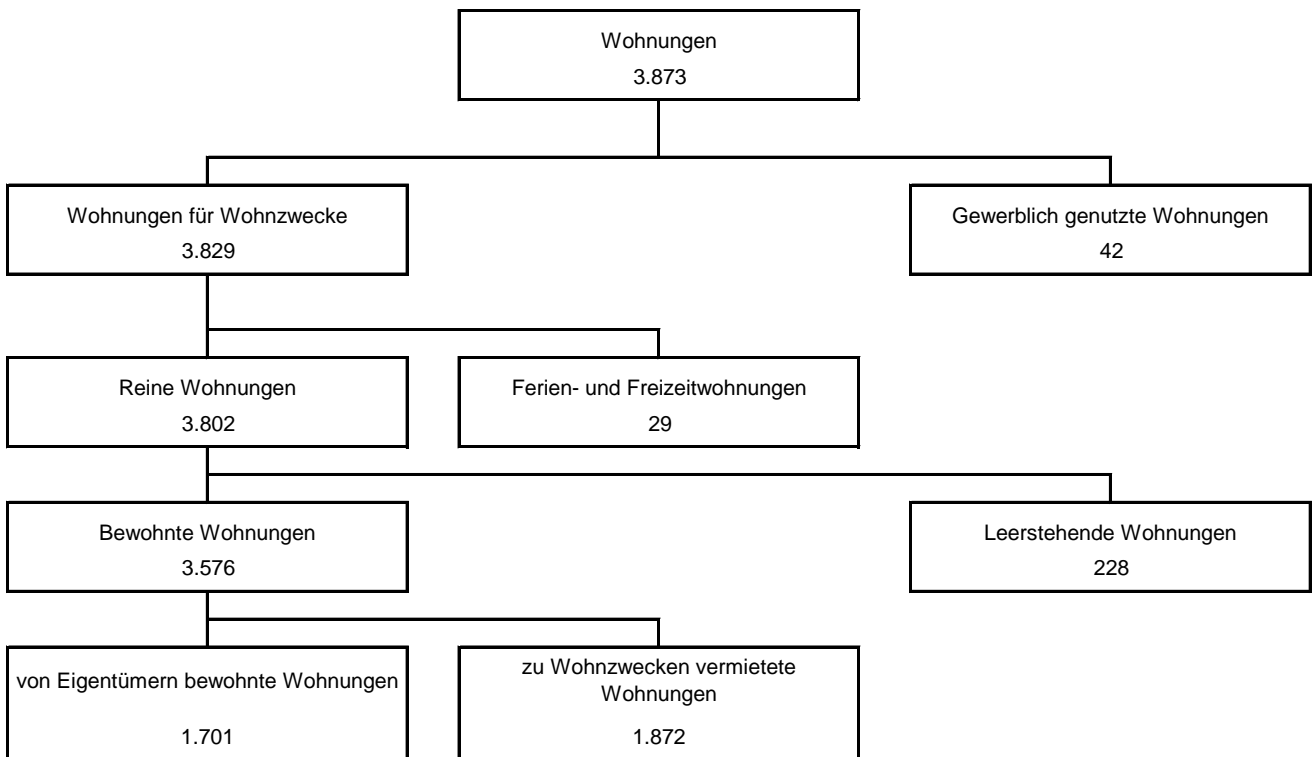 Wohnungen
3.873
Wohnungen für Wohnzwecke
3.829
Gewerblich genutzte Wohnungen
42
Reine Wohnungen
3.802
Ferien- und Freizeitwohnungen
29
Bewohnte Wohnungen
3.576
Leerstehende Wohnungen
228
von Eigentümern bewohnte Wohnungen
1.701
zu Wohnzwecken vermietete
Wohnungen
1.872